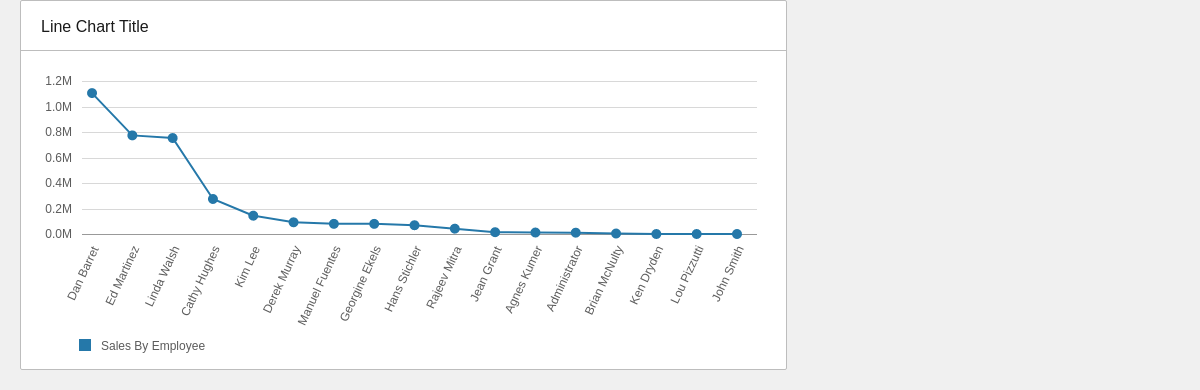 Line Chart Title
1.2M
1.0M
0.8M
0.6M
0.4M
0.2M
0.0M
Dan Barret
Ed Martinez
Linda Walsh
Cathy Hughes
Kim Lee
Derek Murray
Manuel Fuentes
Georgine Ekels
Hans Stichler
Rajeev Mitra
Jean Grant
Agnes Kumer
Administrator
Brian McNulty
Ken Dryden
Lou Pizzutti
John Smith
Sales By Employee